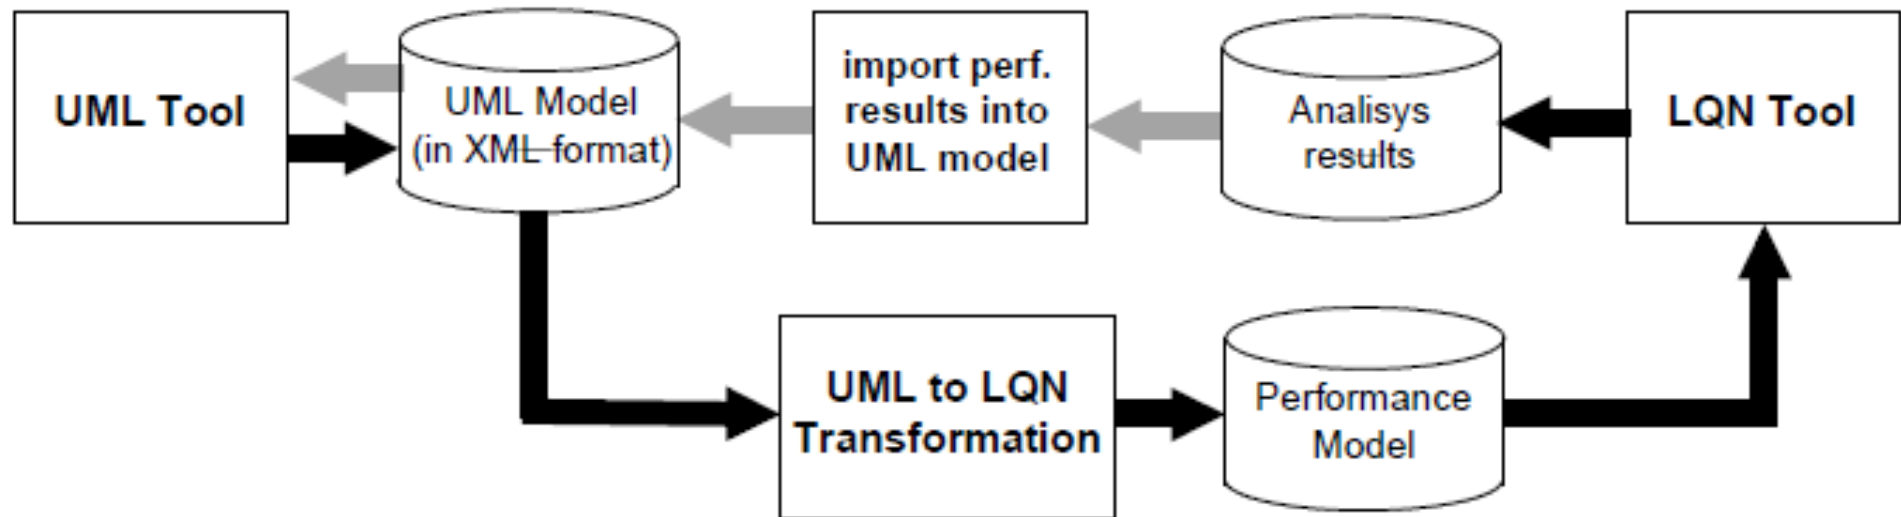 UML Tool
UML Model
(in XML format)
import perf.
results into
UML model
Analisys
results
LQN Tool
UML to LQN
Transformation
Performance
Model